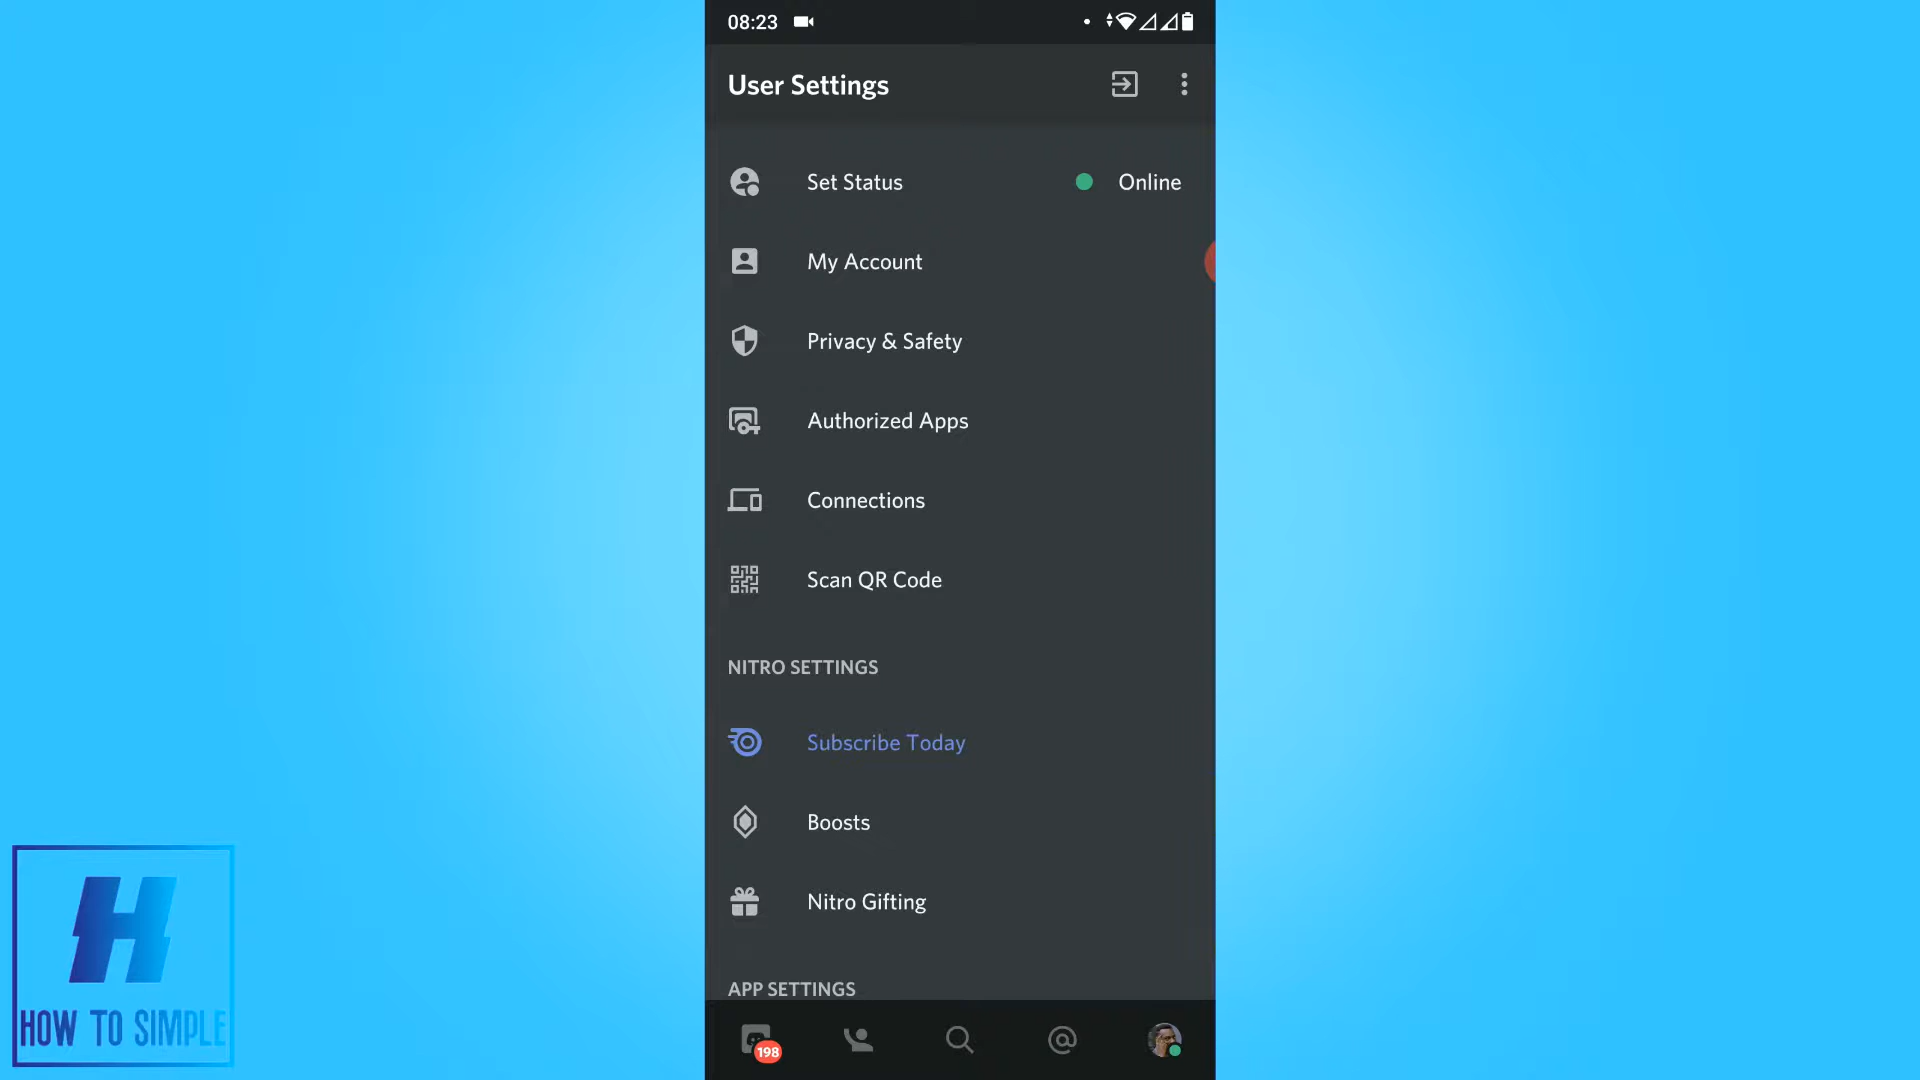 08:23
User Settings
Set Status
Online
My Account
Privacy & Safety
Authorized Apps
Connections
Scan QR Code
NITRO SETTINGS
Subscribe Today
Boosts
Nitro Gifting
APP SETTINGS
198
H
HOW TO SIMPLE